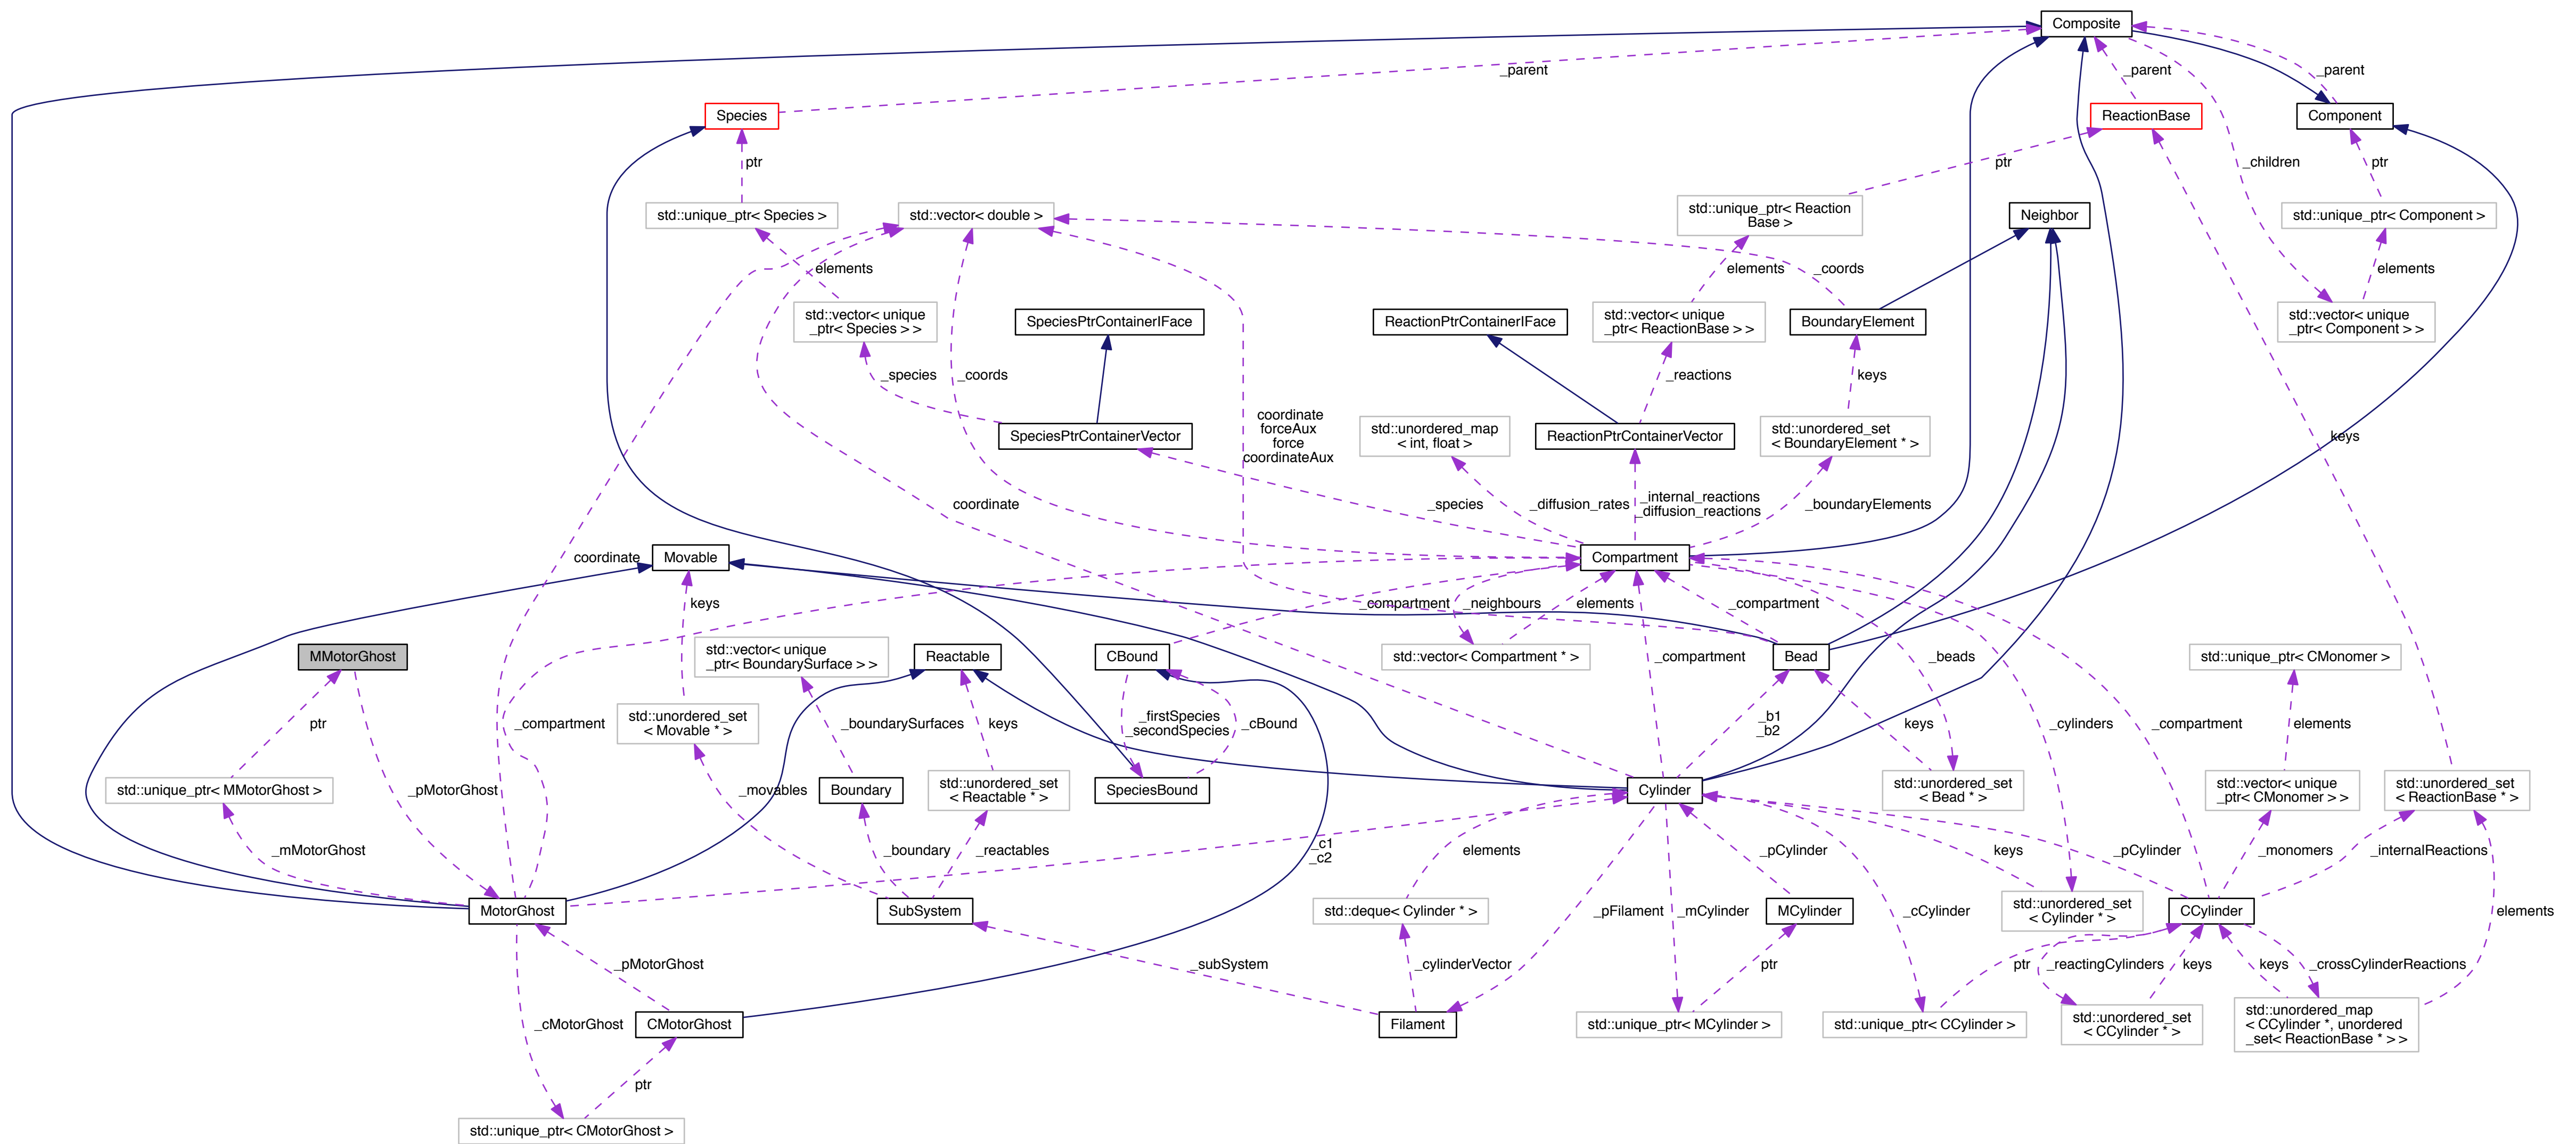 Composite
_parent
_parent
_parent
Species
ReactionBase
Component
ptr
ptr
_children
ptr
std::unique_ptr< Species >
std::vector< double >
std::unique_ptr< Reaction
Base >
Neighbor
std::unique_ptr< Component >
elements
elements
_coords
elements
std::vector< unique
_ptr< Species > >
SpeciesPtrContainerIFace
ReactionPtrContainerIFace
std::vector< unique
_ptr< ReactionBase > >
BoundaryElement
std::vector< unique
_ptr< Component > >
_species
_coords
_reactions
keys
coordinate
forceAux
force
coordinateAux
SpeciesPtrContainerVector
std::unordered_map
< int, float >
ReactionPtrContainerVector
std::unordered_set
< BoundaryElement * >
keys
coordinate
_species
_diffusion_rates
_internal_reactions
_diffusion_reactions
_boundaryElements
coordinate
Movable
Compartment
keys
_compartment
_neighbours
elements
_compartment
MMotorGhost
std::vector< unique
_ptr< BoundarySurface > >
Reactable
CBound
std::vector< Compartment * >
_compartment
Bead
_beads
std::unique_ptr< CMonomer >
ptr
std::unordered_set
< Movable * >
_compartment
_boundarySurfaces
keys
_firstSpecies
_secondSpecies
_cBound
_b1
_b2
keys
_cylinders
_compartment
elements
std::unique_ptr< MMotorGhost >
_pMotorGhost
_movables
Boundary
std::unordered_set
< Reactable * >
SpeciesBound
Cylinder
std::unordered_set
< Bead * >
std::vector< unique
_ptr< CMonomer > >
std::unordered_set
< ReactionBase * >
_mMotorGhost
_boundary
_reactables
_c1
_c2
elements
_pCylinder
keys
_pCylinder
_monomers
_internalReactions
MotorGhost
SubSystem
std::deque< Cylinder * >
_pFilament
_mCylinder
MCylinder
_cCylinder
std::unordered_set
< Cylinder * >
CCylinder
elements
_pMotorGhost
_subSystem
_cylinderVector
ptr
ptr
_reactingCylinders
keys
keys
_crossCylinderReactions
_cMotorGhost
CMotorGhost
Filament
std::unique_ptr< MCylinder >
std::unique_ptr< CCylinder >
std::unordered_set
< CCylinder * >
std::unordered_map
< CCylinder *, unordered
_set< ReactionBase * > >
ptr
std::unique_ptr< CMotorGhost >